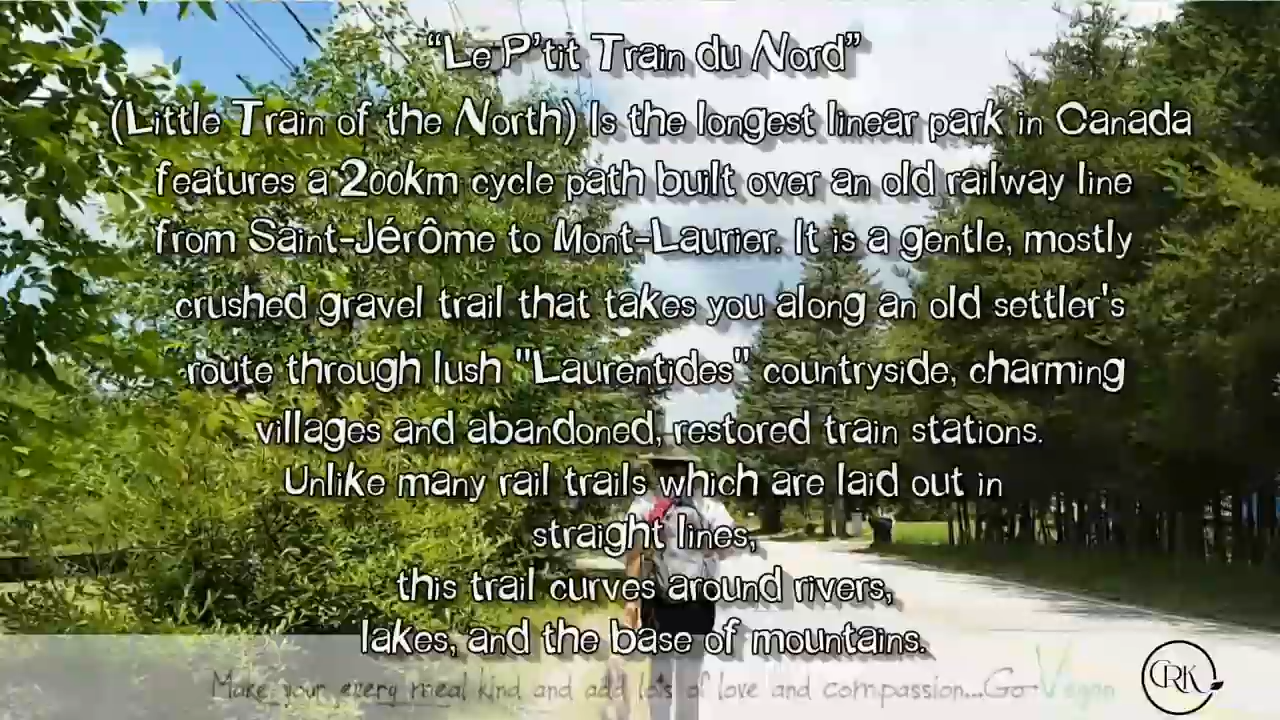 “Le P’tit Train du Nord”
(Little Train of the North) Is the longest linear park in Canada
features a 200km cycle path built over an old railway line
from Saint-Jérôme to Mont-Laurier. It is a gentle, mostly
crushed gravel trail that takes you along an old settler's
route through lush "Laurentides" countryside, charming
villages and abandoned, restored train stations.
Unlike many rail trails which are laid out in
straight lines,
this trail curves around rivers,
lakes, and the base of mountains.
Make your every meal kind and add lots of love and compassion...Go Vegan
CRK